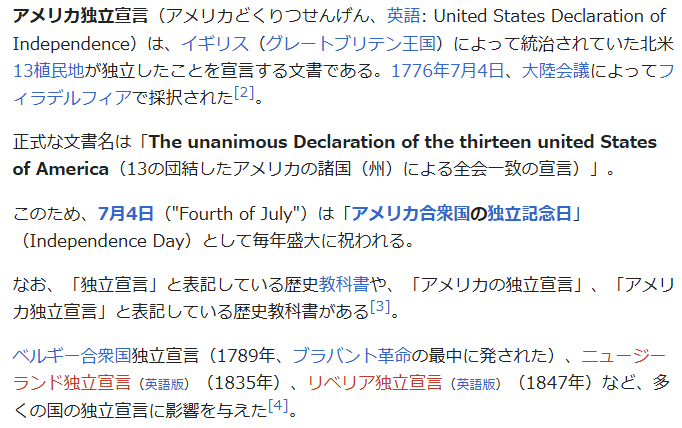 アメリカ独立宣言（アメリカどくりつせんげん、英語: United States Declaration of
Independence）は、イギリス（グレートブリテン王国）によって統治されていた北米
13植民地が独立したことを宣言する文書である。1776年7月4日、大陸会議によってフ
ィラデルフィアで採択された[2]。
正式な文書名は「The unanimous Declaration of the thirteen united States
of America（13の団結したアメリカの諸国（州）による全会一致の宣言）」。
このため、7月4日（"Fourth of July"）は「アメリカ合衆国の独立記念日」
（Independence Day）として毎年盛大に祝われる。
なお、「独立宣言」と表記している歴史教科書や、「アメリカの独立宣言」、「アメリ
カ独立宣言」と表記している歴史教科書がある[3]。
ベルギー合衆国独立宣言（1789年、ブラバント革命の最中に発された）、ニュージー
ランド独立宣言（英語版）（1835年）、リベリア独立宣言（英語版）（1847年）など、多
くの国の独立宣言に影響を与えた[4]。